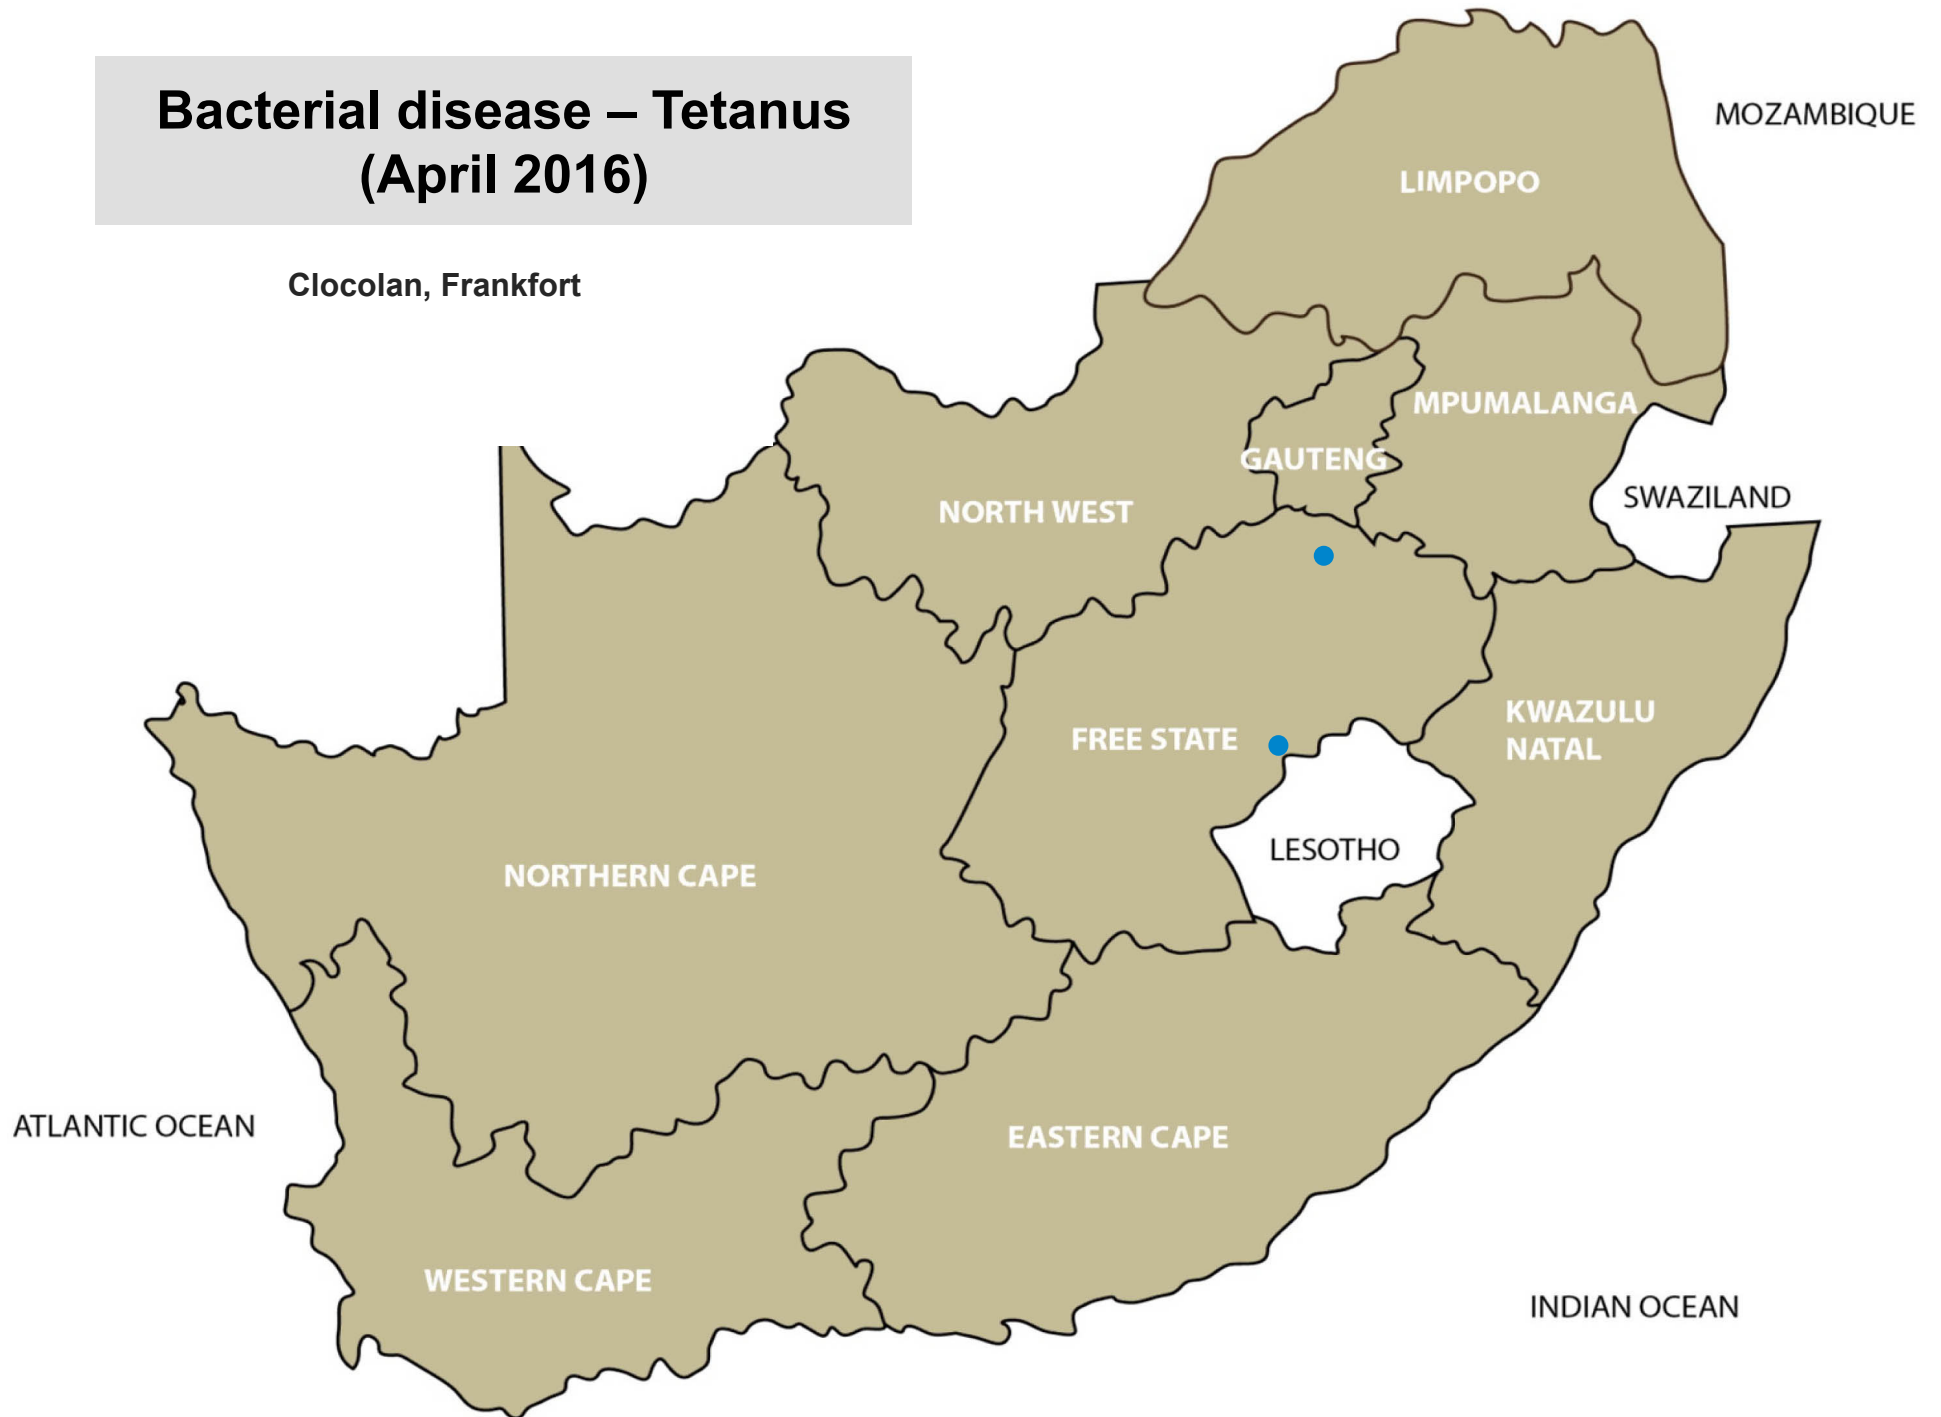 Bacterial disease – Tetanus
(April 2016)
Clocolan, Frankfort
MOZAMBIQUE
LIMPOPO
MPUMALANGA
GAUTENG
SWAZILAND
NORTH WEST
KWAZULU
NATAL
FREE STATE
LESOTHO
NORTHERN CAPE
ATLANTIC OCEAN
EASTERN CAPE
WESTERN CAPE
INDIAN OCEAN